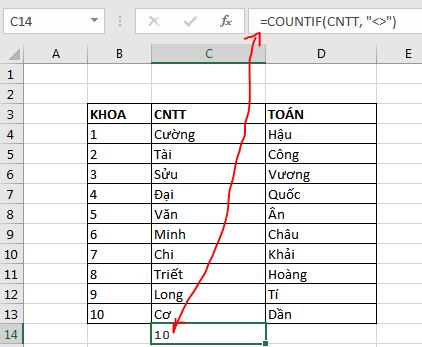 C14 fx =COUNTIF(CNTT, "<>")
A B C D E
1
2
3 KHOA CNTT TOÁN
4 1 Cường Hậu
5 2 Tài Công
6 3 Sửu Vương
7 4 Đại Quốc
8 5 Văn Ân
9 6 Minh Châu
10 7 Chi Khải
11 8 Triết Hoàng
12 9 Long Tí
13 10 Cơ Dần
14 10